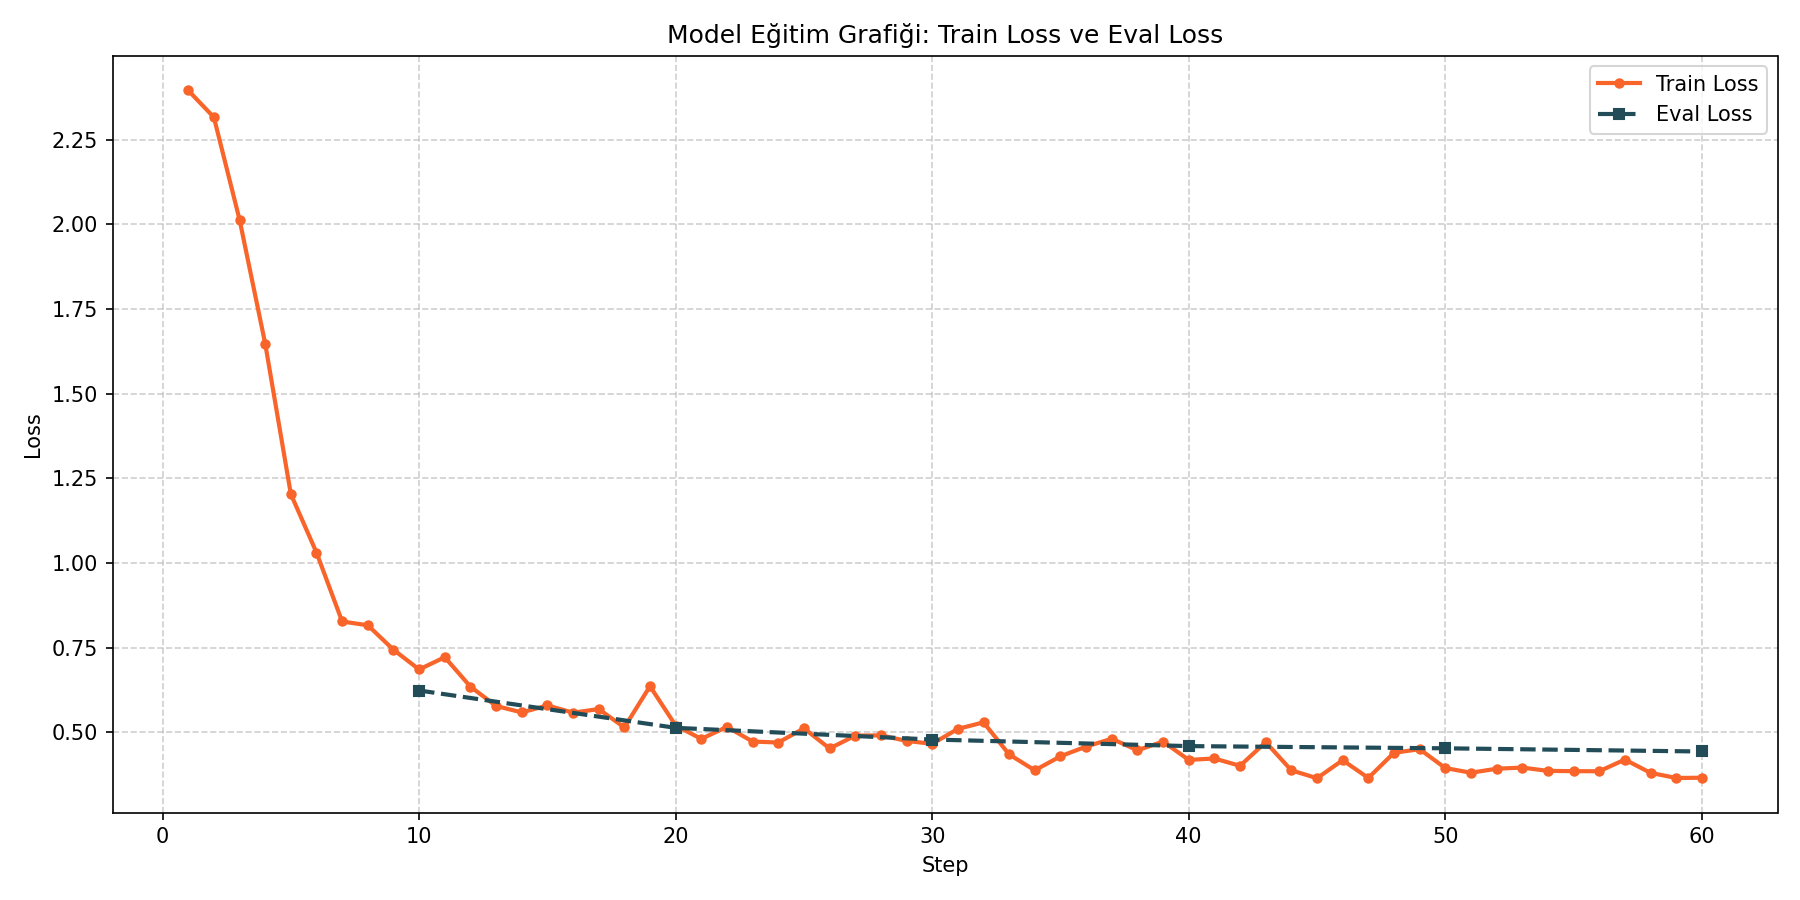 Model Eğitim Grafiği: Train Loss ve Eval Loss
Train Loss
Eval Loss
Loss
2.25
2.00
1.75
1.50
1.25
1.00
0.75
0.50
0 10 20 30 40 50 60
Step